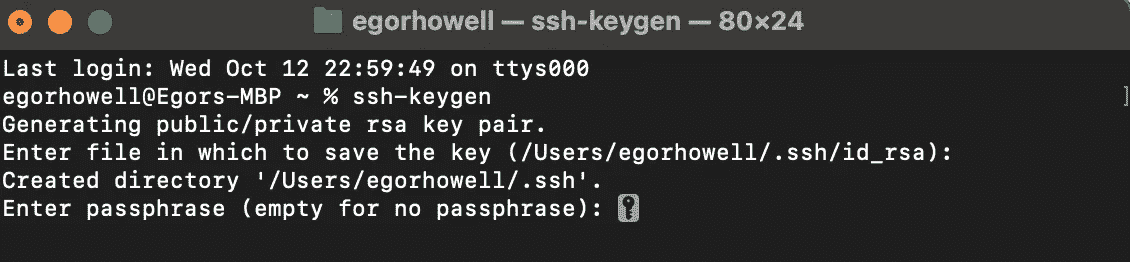 egorhowell — ssh-keygen — 80×24
Last login: Wed Oct 12 22:59:49 on ttys000
egorhowell@Egors-MBP ~ % ssh-keygen
Generating public/private rsa key pair.
Enter file in which to save the key (/Users/egorhowell/.ssh/id_rsa):
Created directory '/Users/egorhowell/.ssh'.
Enter passphrase (empty for no passphrase):